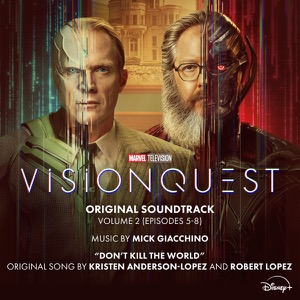 MARVEL TELEVISION
VISIONQUEST
ORIGINAL SOUNDTRACK
VOLUME 2 (EPISODES 5-8)
MUSIC BY MICK GIACCHINO
“DON'T KILL THE WORLD”
ORIGINAL SONG BY KRISTEN ANDERSON-LOPEZ AND ROBERT LOPEZ
Disney+